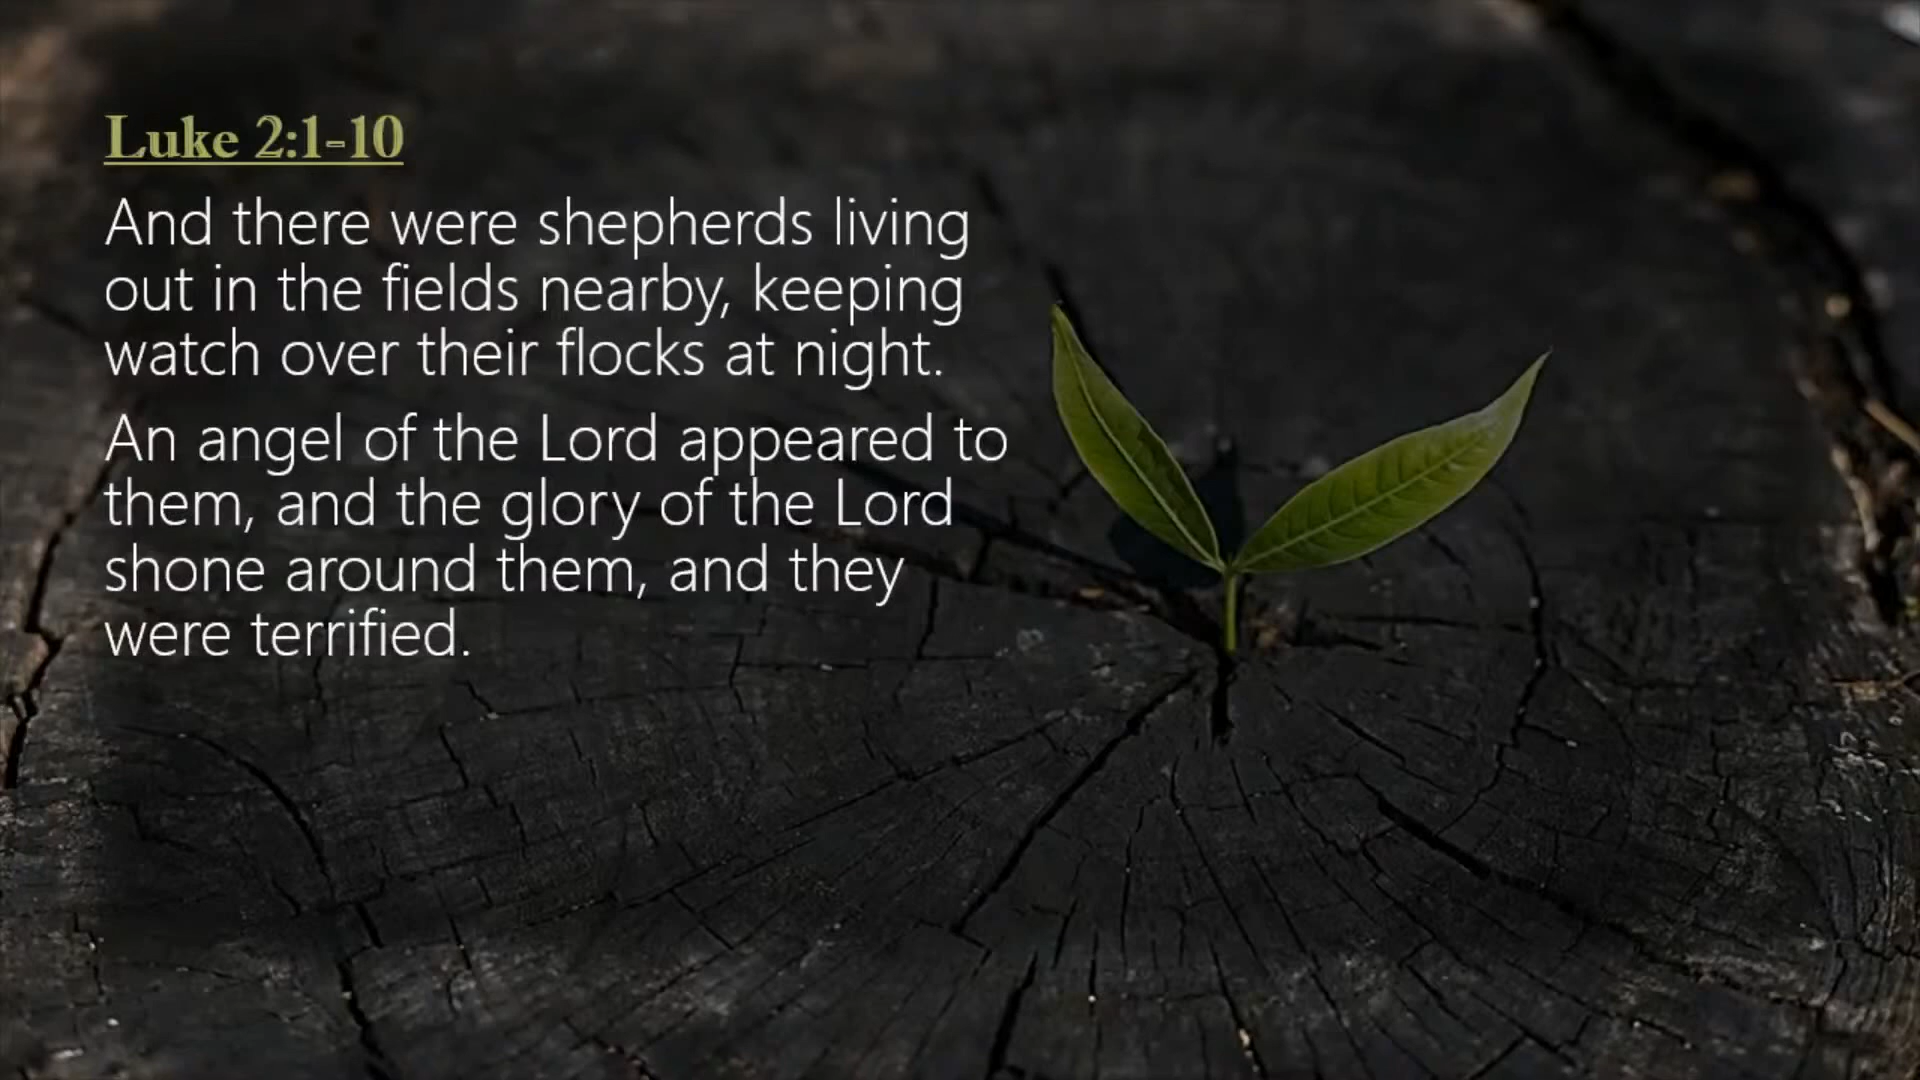 Luke 2:1-10
And there were shepherds living
out in the fields nearby, keeping
watch over their flocks at night.
An angel of the Lord appeared to
them, and the glory of the Lord
shone around them, and they
were terrified.